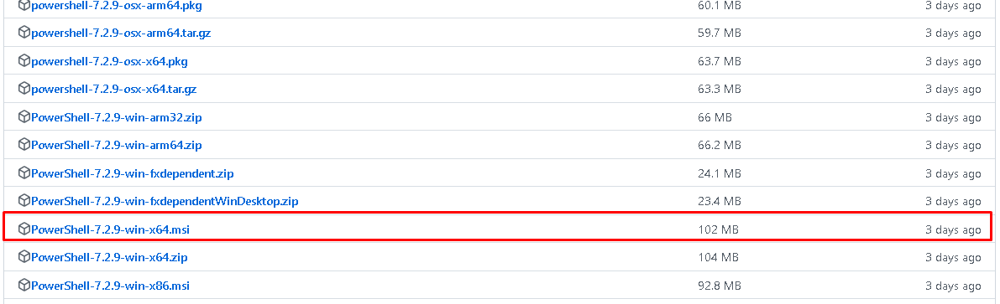 powershell-7.2.9-osx-arm64.pkg 60.1 MB 3 days ago
powershell-7.2.9-osx-arm64.tar.gz 59.7 MB 3 days ago
powershell-7.2.9-osx-x64.pkg 63.7 MB 3 days ago
powershell-7.2.9-osx-x64.tar.gz 63.3 MB 3 days ago
PowerShell-7.2.9-win-arm32.zip 66 MB 3 days ago
PowerShell-7.2.9-win-arm64.zip 66.2 MB 3 days ago
PowerShell-7.2.9-win-fxdependent.zip 24.1 MB 3 days ago
PowerShell-7.2.9-win-fxdependentWinDesktop.zip 23.4 MB 3 days ago
PowerShell-7.2.9-win-x64.msi 102 MB 3 days ago
PowerShell-7.2.9-win-x64.zip 104 MB 3 days ago
PowerShell-7.2.9-win-x86.msi 92.8 MB 3 days ago